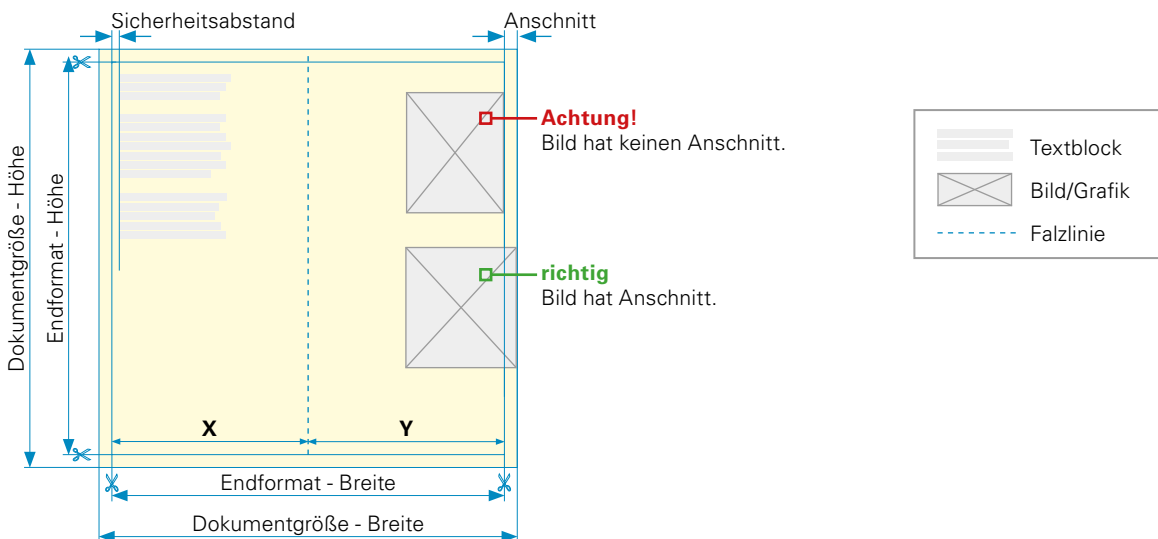 Sicherheitsabstand
Anschnitt
Dokumentgröße - Höhe
Endformat - Höhe
Achtung!
Bild hat keinen Anschnitt.
richtig
Bild hat Anschnitt.
X
Y
Endformat - Breite
Dokumentgröße - Breite
Textblock
Bild/Grafik
Falzlinie